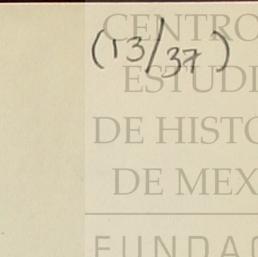 CENTRO
(13/37)
ESTUDI
DE HISTO
DE MEX
FUNDAC